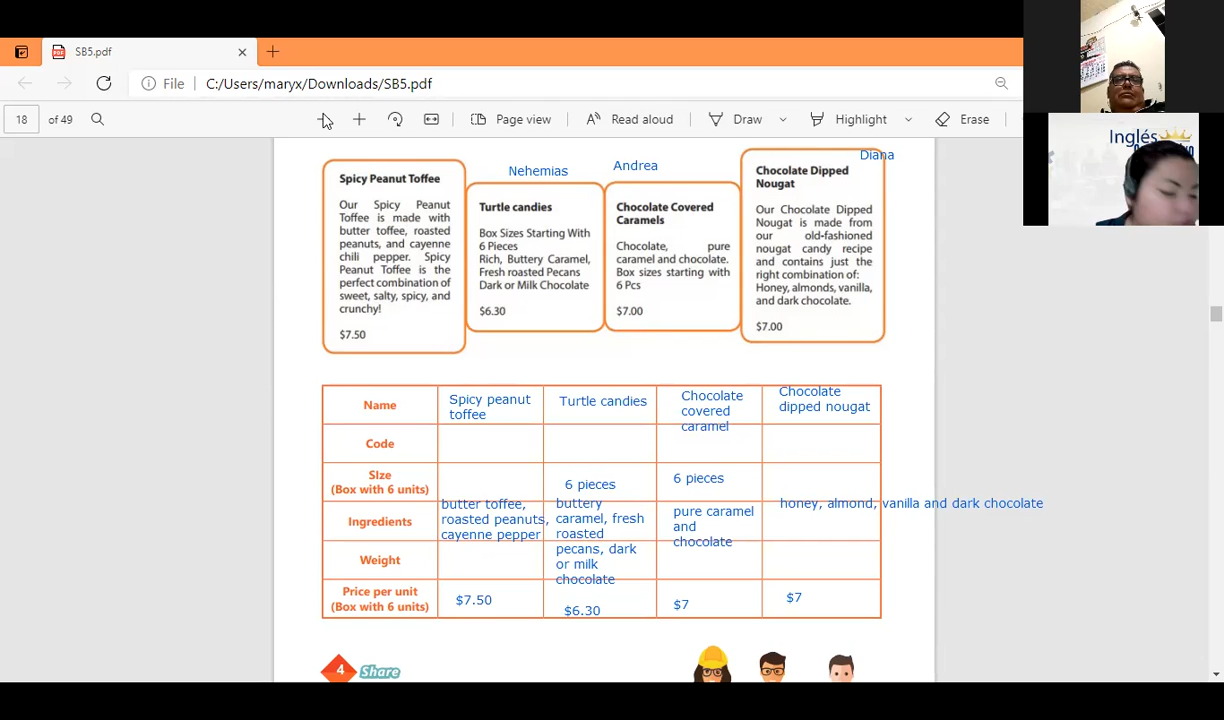 SB5.pdf
File
C:/Users/maryx/Downloads/SB5.pdf
18 of 49
Page view
Read aloud
Draw
Highlight
Erase
Inglés
Nehemias
Andrea
Diana
Spicy Peanut Toffee
Our Spicy Peanut
Toffee is made with
butter toffee, roasted
peanuts, and cayenne
chili pepper. Spicy
Peanut Toffee is the
perfect combination of
sweet, salty, spicy, and
crunchy!
$7.50
Turtle candies
Box Sizes Starting With
6 Pieces
Rich, Buttery Caramel,
Fresh roasted Pecans
Dark or Milk Chocolate
$6.30
Chocolate Covered
Caramels
Chocolate, pure
caramel and chocolate.
Box sizes starting with
6 Pcs
$7.00
Chocolate Dipped
Nougat
Our Chocolate Dipped
Nougat is made from
our old-fashioned
nougat candy recipe
and contains just the
right combination of:
Honey, almonds, vanilla,
and dark chocolate.
$7.00
Name
Spicy peanut
toffee
Turtle candies
Chocolate
covered
caramel
Chocolate
dipped nougat
Code
SIze
(Box with 6 units)
6 pieces
6 pieces
Ingredients
butter toffee,
roasted peanuts,
cayenne pepper
buttery
caramel, fresh
roasted
pecans, dark
or milk
chocolate
pure caramel
and
chocolate
honey, almond, vanilla and dark chocolate
Weight
Price per unit
(Box with 6 units)
$7.50
$6.30
$7
$7
4 Share